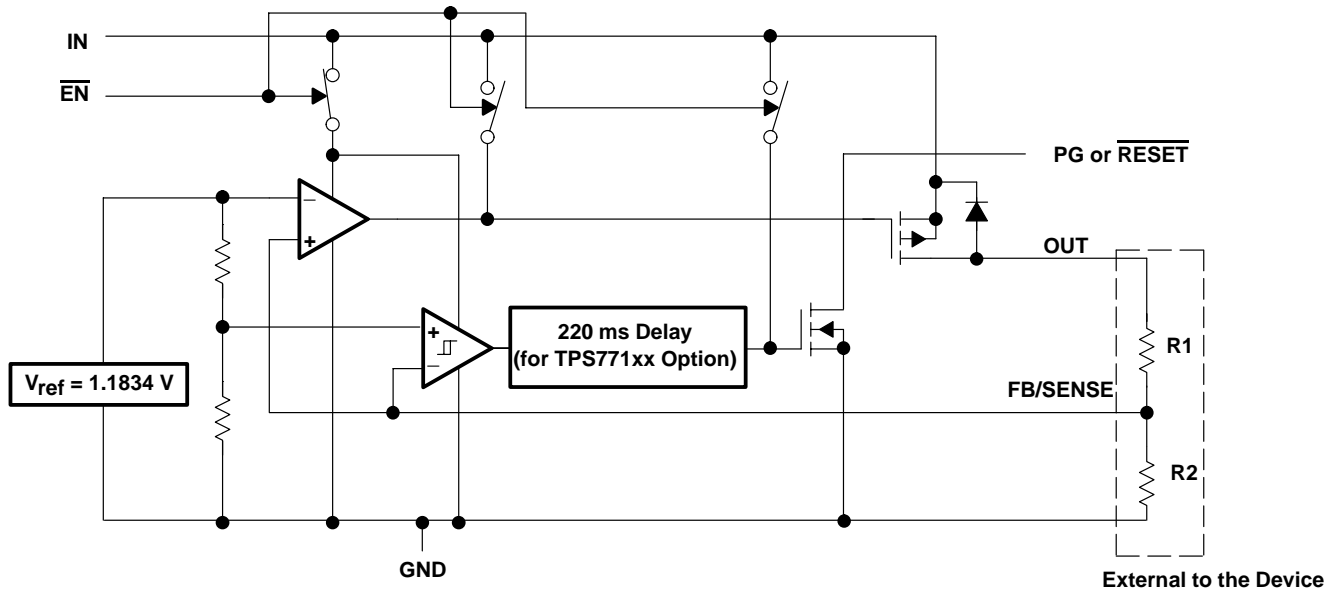 IN
EN
PG or RESET
−
+
OUT
220 ms Delay
(for TPS771xx Option)
+
−
R1
Vref = 1.1834 V
FB/SENSE
R2
GND
External to the Device